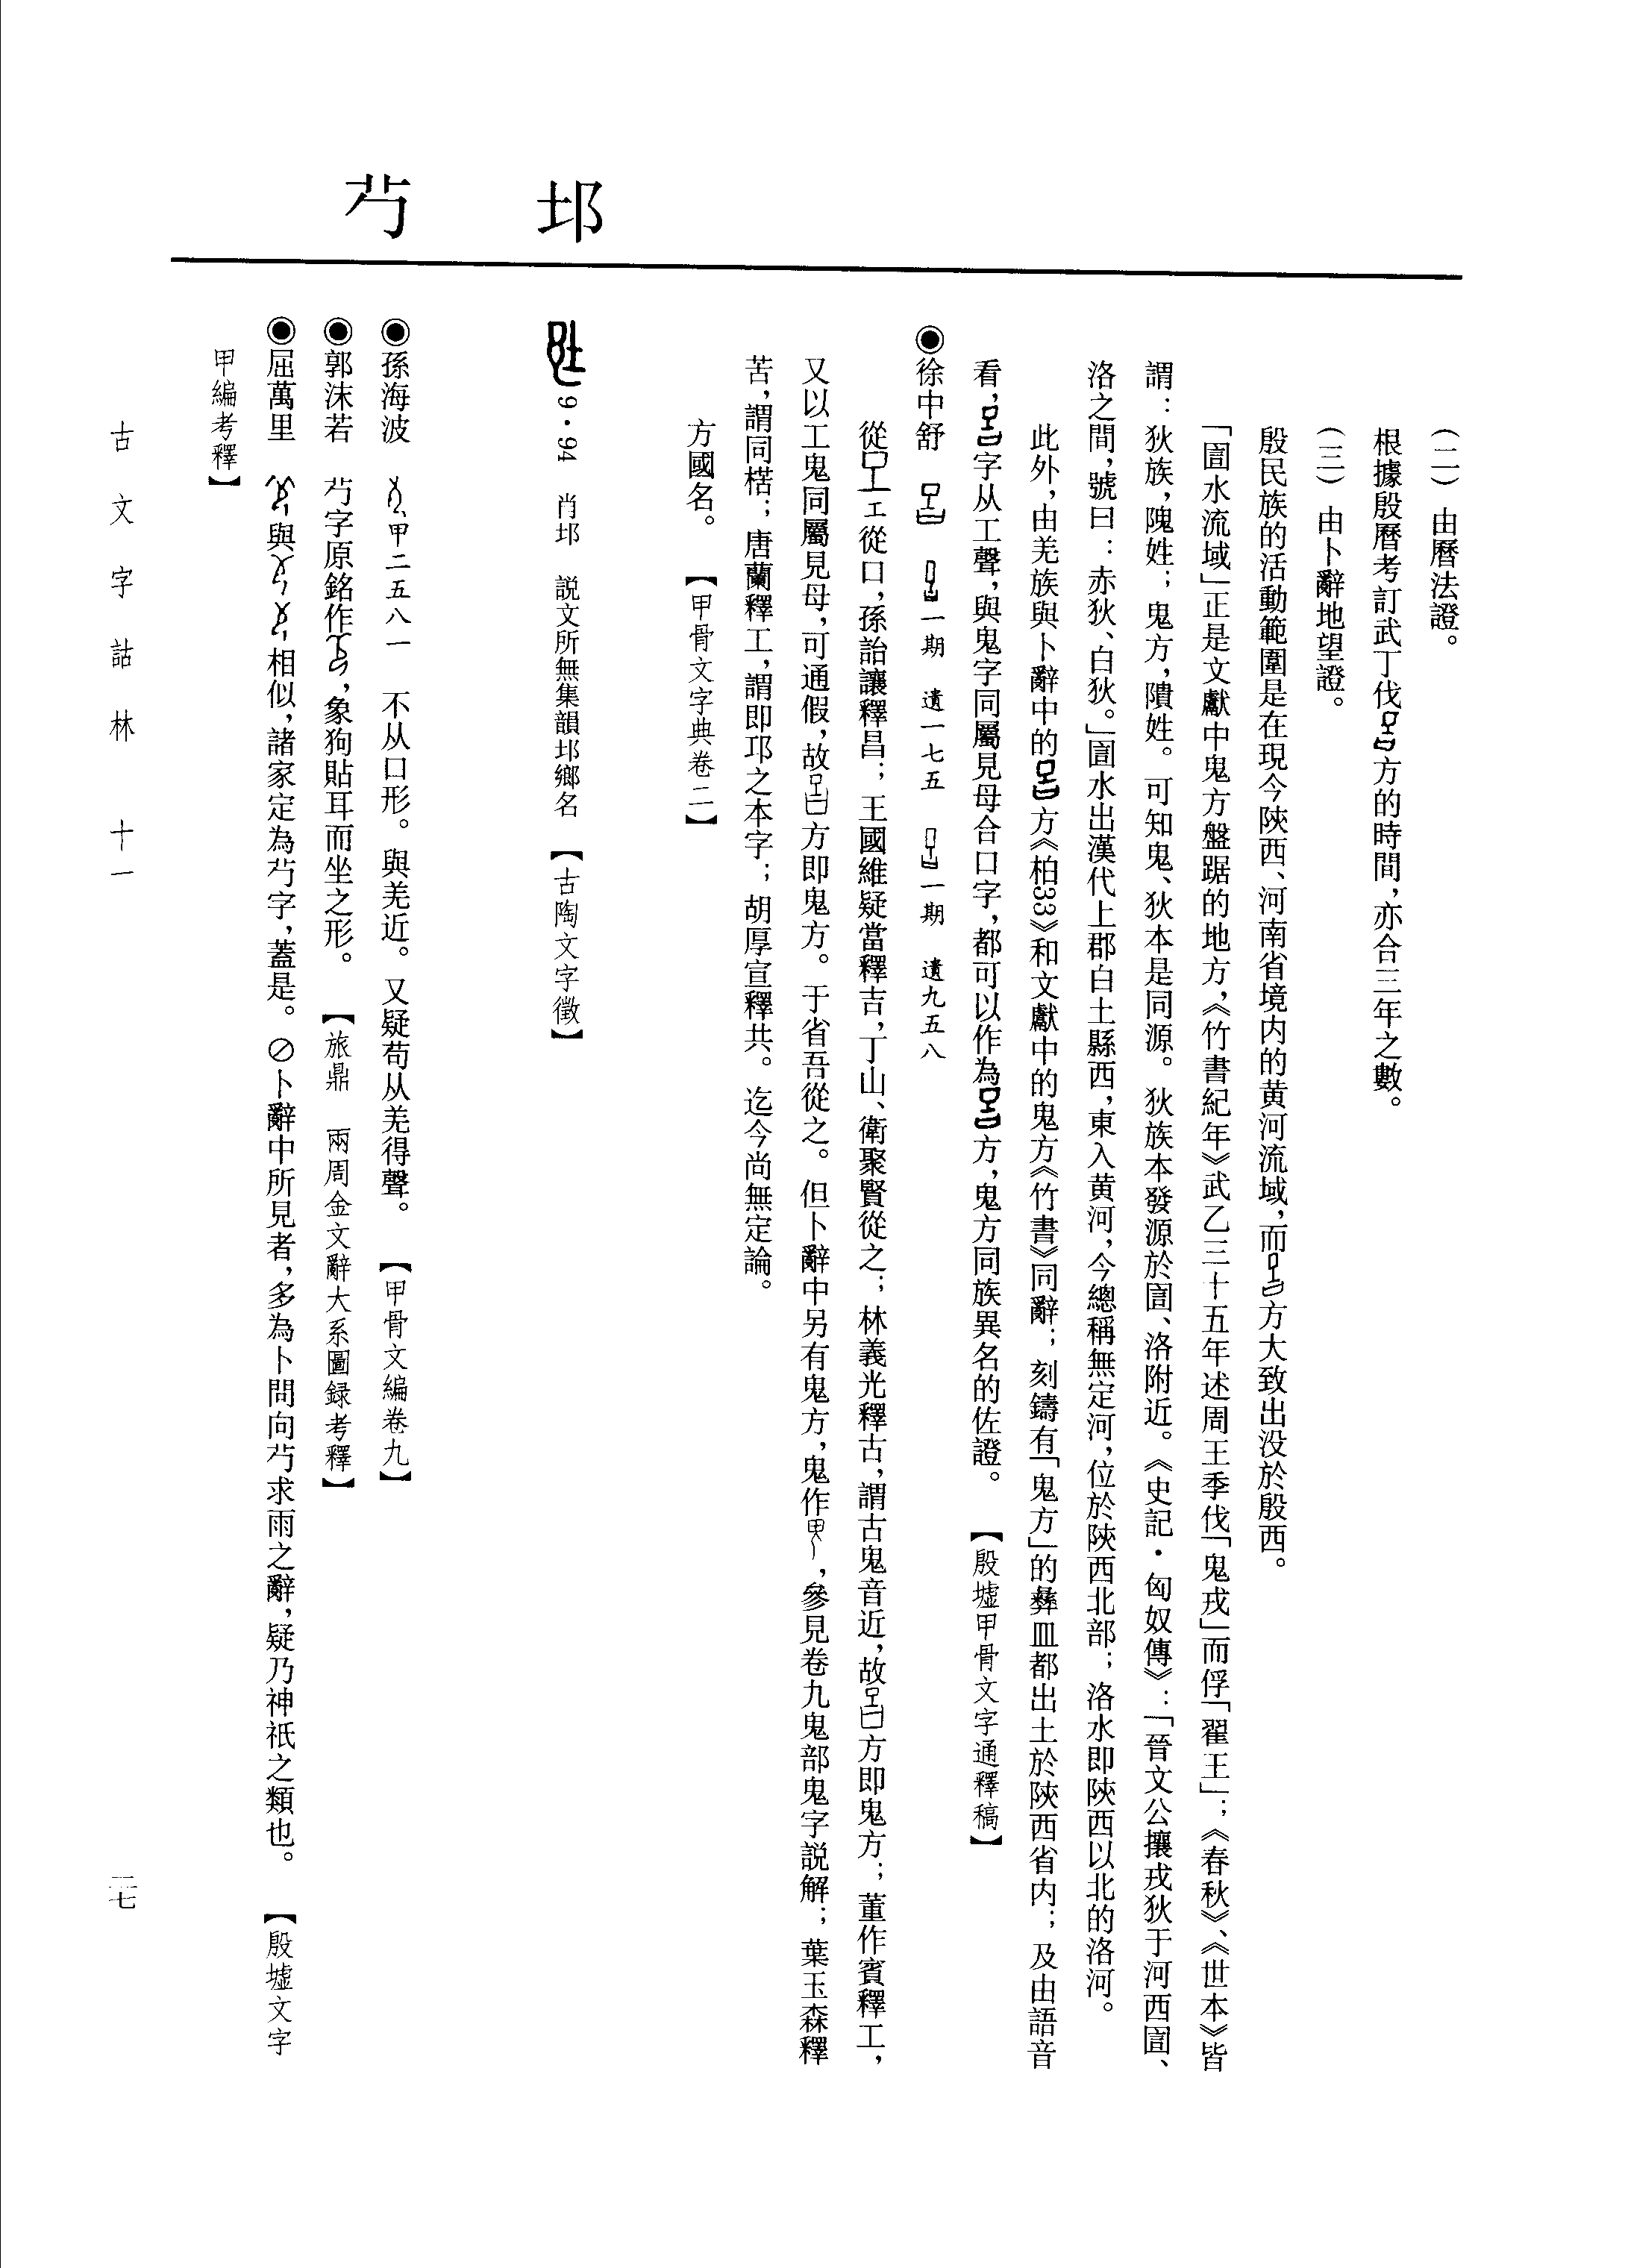 𦫳　邖
（二）　由曆法證。
根據殷曆考訂武丁伐方的時間，亦合三年之數。
（三）　由卜辭地望證。
殷民族的活動範圍是在現今陝西、河南省境内的黄河流域，而方大致出没於殷西。
「圁水流域」正是文獻中鬼方盤踞的地方，《竹書紀年》武乙三十五年述周王季伐「鬼戎」而俘「翟王」；《春秋》、《世本》皆
謂：狄族，隗姓；鬼方，隤姓。可知鬼、狄本是同源。狄族本發源於圁、洛附近。《史記·匈奴傳》：「晉文公攘戎狄于河西圁、
洛之間，號曰：赤狄、白狄。」圁水出漢代上郡白土縣西，東入黄河，今總稱無定河，位於陝西北部；洛水即陝西以北的洛河。
此外，由羌族與卜辭中的方《柏33》和文獻中的鬼方《竹書》同辭；刻鑄有「鬼方」的彝皿都出土於陝西省内；及由語音
看，字从工聲，與鬼字同屬見母合口字，都可以作為方，鬼方同族異名的佐證。　【殷墟甲骨文字通釋稿】
◉徐中舒　一期　遺一七五　一期　遺九五八
從工從口，孫詒讓釋昌；王國維疑當釋吉，丁山、衛聚賢從之；林義光釋古，謂古鬼音近，故方即鬼方；董作賓釋工，
又以工鬼同屬見母，可通假，故方即鬼方。于省吾從之。但卜辭中另有鬼方，鬼作，參見卷九鬼部鬼字説解；葉玉森釋
苦，謂同楛；唐蘭釋工，謂即邛之本字；胡厚宣釋共。迄今尚無定論。
方國名。　【甲骨文字典卷二】
9·94　肖　説文所無集韻鄉名　【古陶文字徵】
◉孫海波　甲二五八一　不从口形。與羌近。又疑苟从羌得聲。　【甲骨文編卷九】
◉郭沫若　字原銘作，象狗貼耳而坐之形。　【旅鼎　兩周金文辭大系圖録考釋】
◉屈萬里　與相似，諸家定為字，蓋是。⊘卜辭中所見者，多為卜問向求雨之辭，疑乃神祇之類也。　【殷墟文字
甲編考釋】
古文字詁林　十一